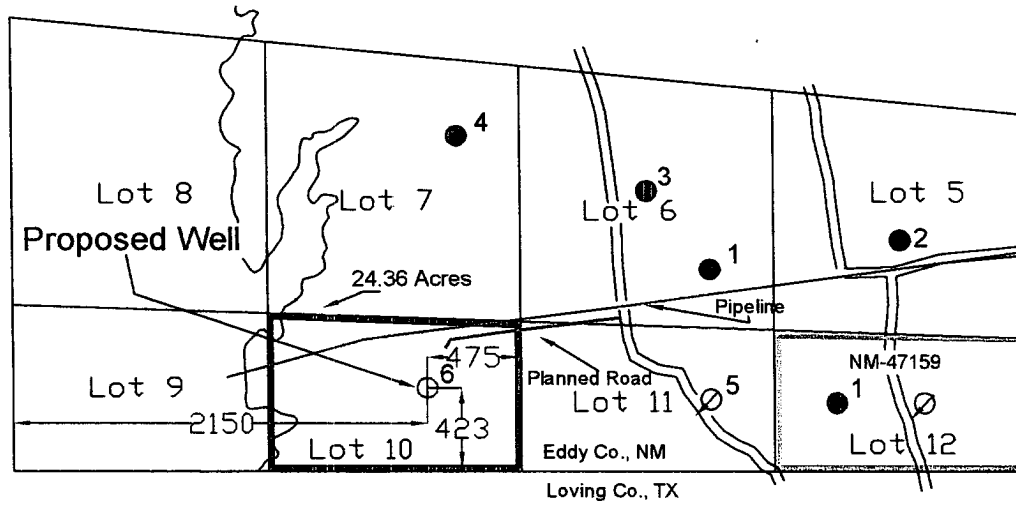 4
3
Lot 8
Lot 7
Lot 6
Lot 5
Proposed Well
2
1
24.36 Acres
Pipeline
475
NM-47159
6
Planned Road
Lot 9
5
1
Lot 11
2150
423
Lot 10
Lot 12
Eddy Co., NM
Loving Co., TX